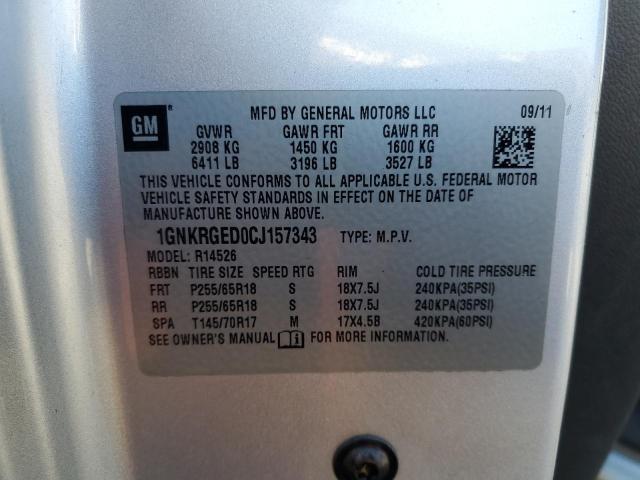 GM
MFD BY GENERAL MOTORS LLC 09/11
GVWR GAWR FRT GAWR RR
2908 KG 1450 KG 1600 KG
6411 LB 3196 LB 3527 LB
THIS VEHICLE CONFORMS TO ALL APPLICABLE U.S. FEDERAL MOTOR
VEHICLE SAFETY STANDARDS IN EFFECT ON THE DATE OF
MANUFACTURE SHOWN ABOVE.
1GNKRGED0CJ157343 TYPE: M.P.V.
MODEL: R14526
RBBN TIRE SIZE SPEED RTG RIM COLD TIRE PRESSURE
FRT P255/65R18 S 18X7.5J 240KPA(35PSI)
RR P255/65R18 S 18X7.5J 240KPA(35PSI)
SPA T145/70R17 M 17X4.5B 420KPA(60PSI)
SEE OWNER'S MANUAL FOR MORE INFORMATION.